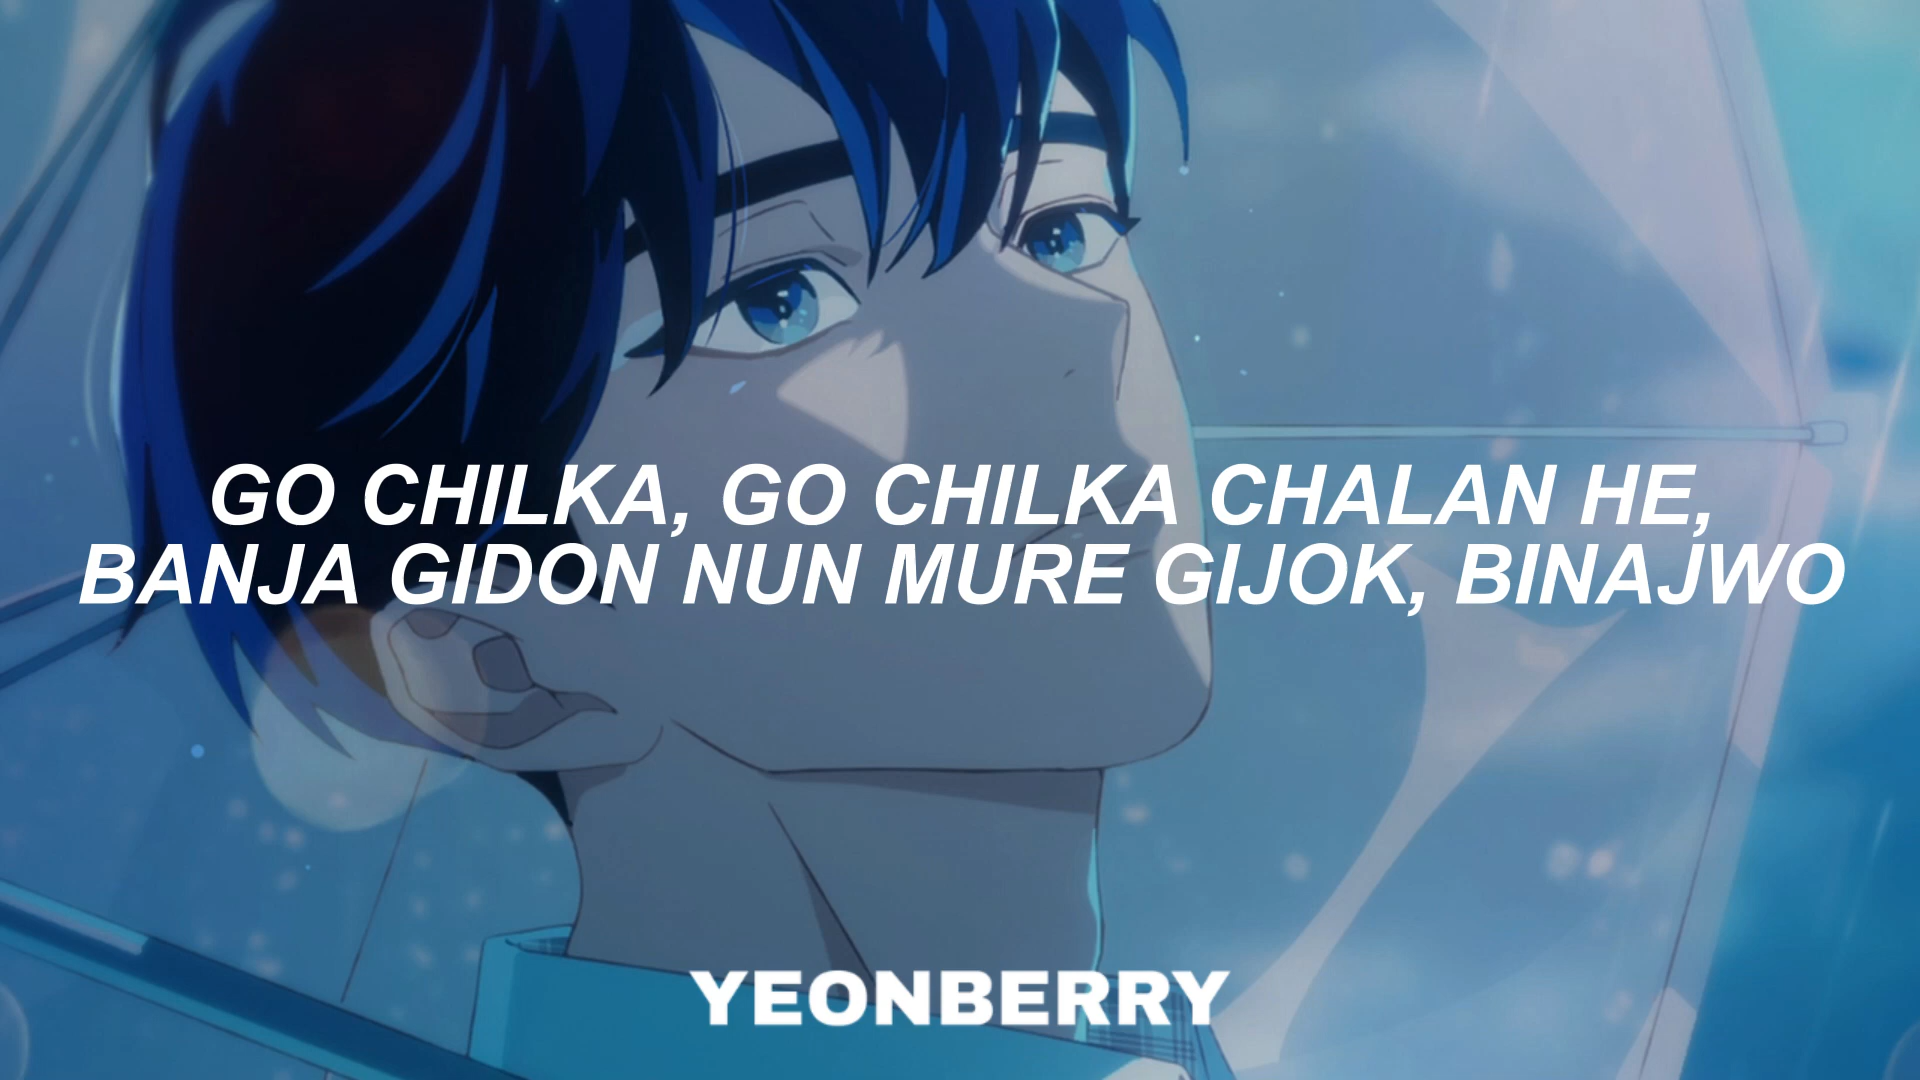 GO CHILKA, GO CHILKA CHALAN HE,
BANJA GIDON NUN MURE GIJOK, BINAJWO
YEONBERRY